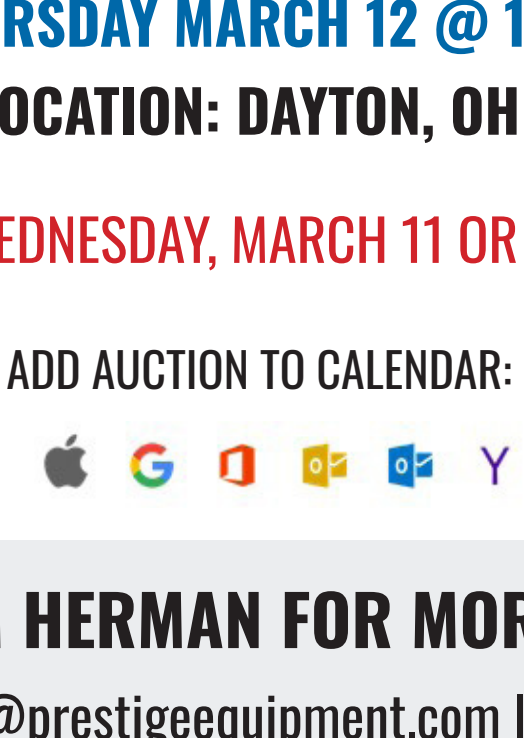 RSDAY MARCH 12 @ 1
OCATION: DAYTON, OH
EDNESDAY, MARCH 11 OR
ADD AUCTION TO CALENDAR:
HERMAN FOR MOR
@prestigeequipment.com